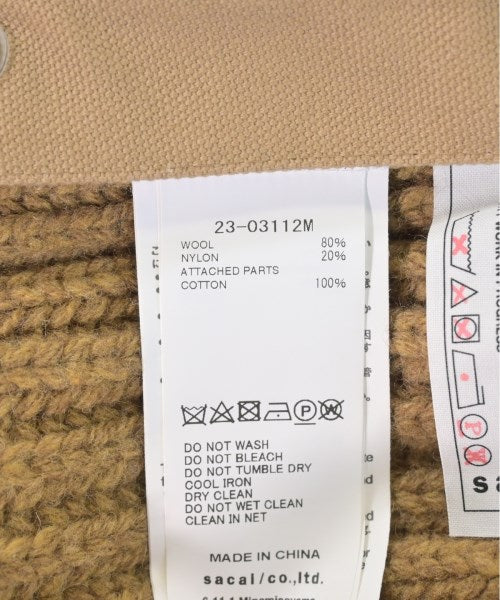 23-03112M
WOOL 80%
NYLON 20%
ATTACHED PARTS
COTTON 100%
P W
DO NOT WASH
DO NOT BLEACH
DO NOT TUMBLE DRY
COOL IRON
DRY CLEAN
DO NOT WET CLEAN
CLEAN IN NET
MADE IN CHINA
sacai/co.,ltd.